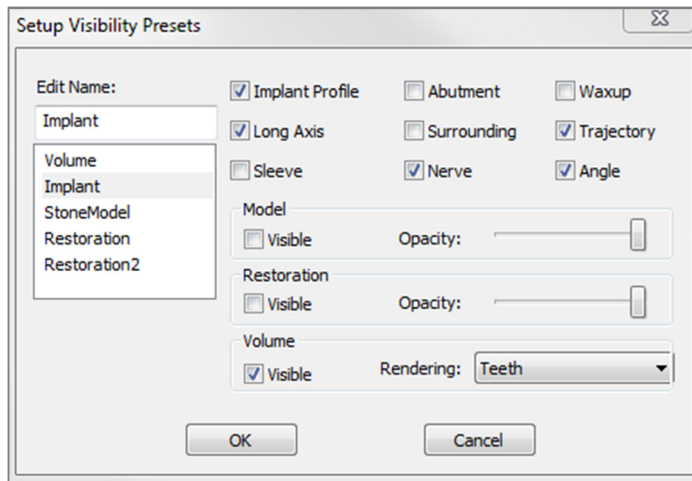 Setup Visibility Presets
Edit Name:
Implant
Volume
Implant
StoneModel
Restoration
Restoration2
Implant Profile
Abutment
Waxup
Long Axis
Surrounding
Trajectory
Sleeve
Nerve
Angle
Model
Visible
Opacity:
Restoration
Visible
Opacity:
Volume
Visible
Rendering:
Teeth
OK
Cancel